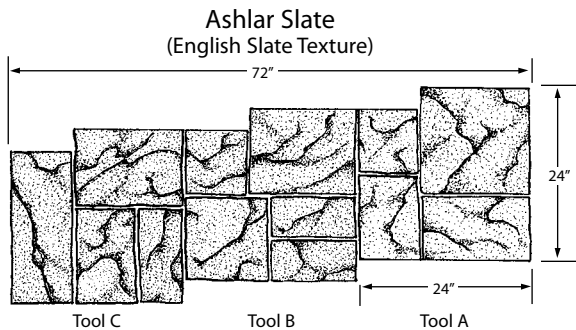 Ashlar Slate
(English Slate Texture)
72”
24”
24”
Tool C
Tool B
Tool A